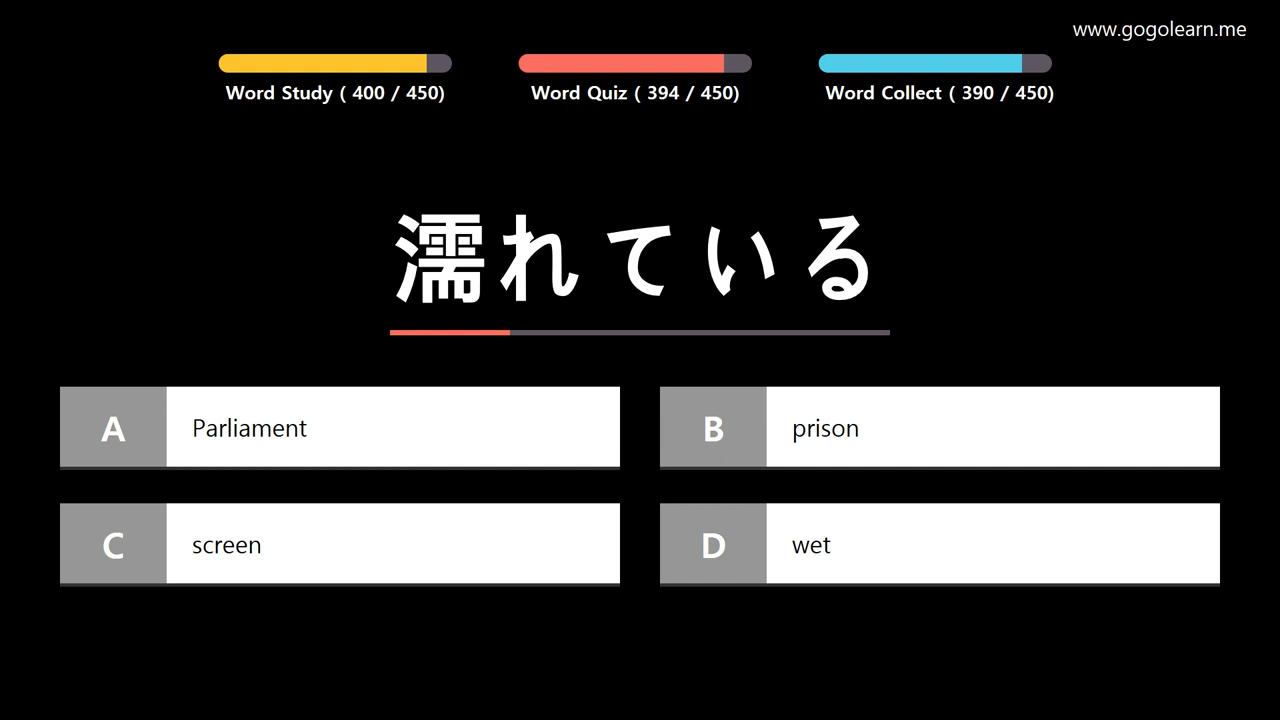 www.gogolearn.me
Word Study ( 400 / 450)
Word Quiz ( 394 / 450)
Word Collect ( 390 / 450)
濡れている
A Parliament
B prison
C screen
D wet